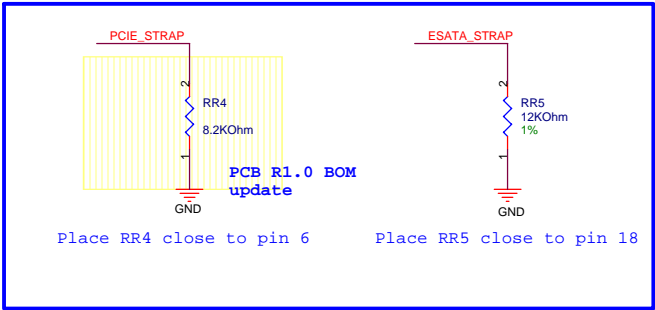 PCIE_STRAP
ESATA_STRAP
2
RR4
8.2KOhm
1
PCB R1.0 BOM
update
GND
2
RR5
12KOhm
1%
1
GND
Place RR4 close to pin 6
Place RR5 close to pin 18